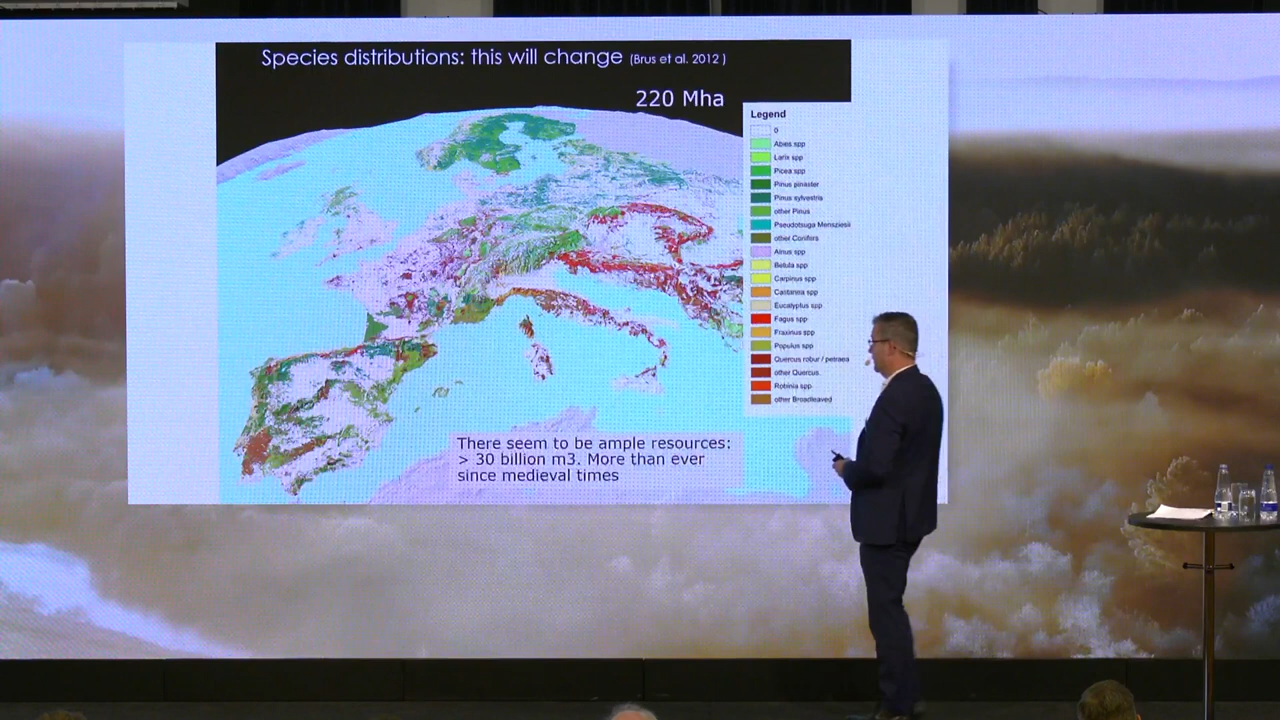 Species distributions: this will change (Brus et al. 2012 )
220 Mha
Legend
0
Abies spp
Larix spp
Picea spp
Pinus pinaster
Pinus sylvestris
other Pinus
Pseudotsuga Menziesii
other Conifers
Alnus spp
Betula spp
Carpinus spp
Castanea spp
Eucalyptus spp
Fagus spp
Fraxinus spp
Populus spp
Quercus robur / petraea
other Quercus
Robinia spp
other Broadleaved
There seem to be ample resources:
> 30 billion m3. More than ever
since medieval times